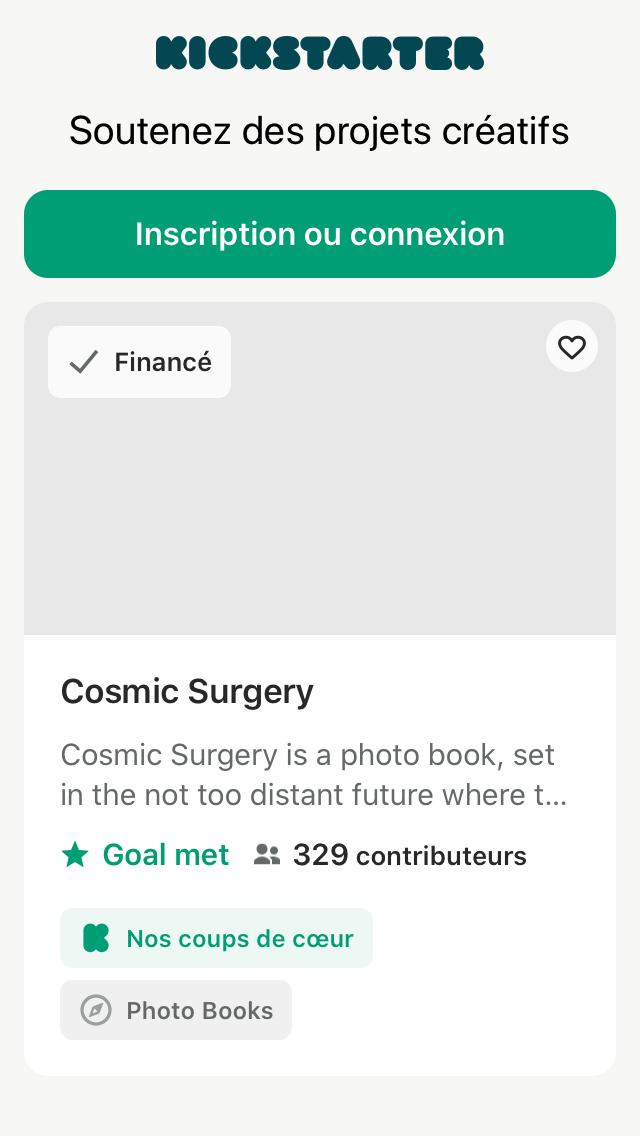 KICKSTARTER
Soutenez des projets créatifs
Inscription ou connexion
Financé
Cosmic Surgery
Cosmic Surgery is a photo book, set
in the not too distant future where t...
Goal met 329 contributeurs
Nos coups de cœur
Photo Books